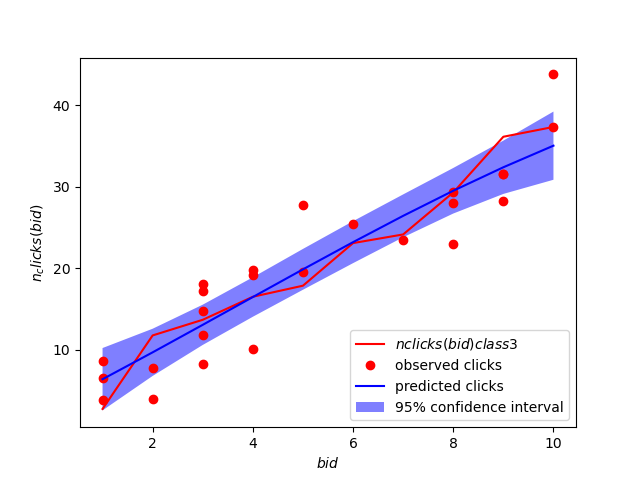 40
30
20
10
n_clicks(bid)
2
4
6
8
10
bid
nclicks(bid)class3
observed clicks
predicted clicks
95% confidence interval